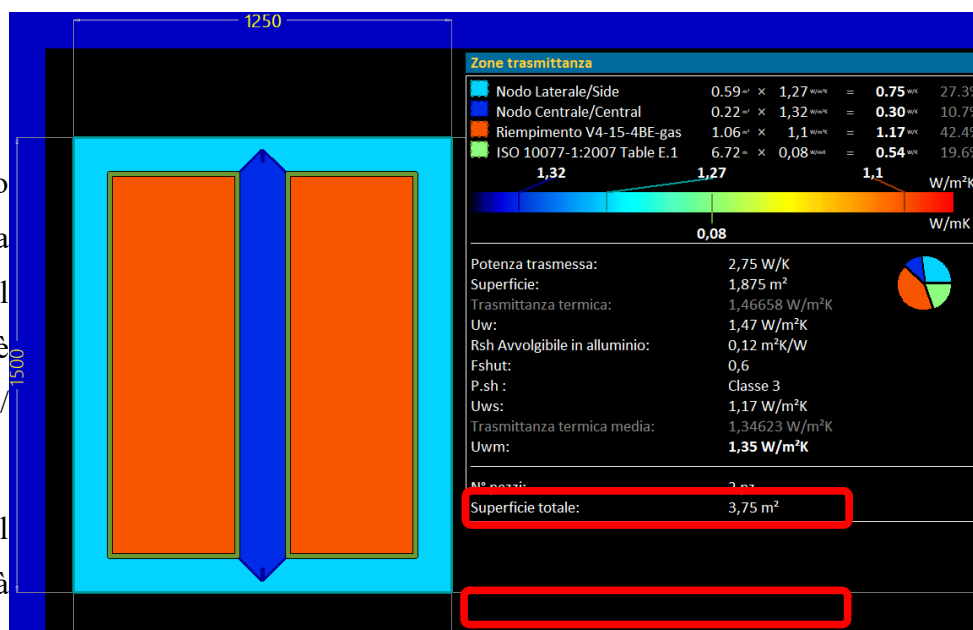 1250
Zone trasmittanza
Nodo Laterale/Side 0.59 m² × 1,27 W/m²K = 0.75 W/K 27.3%
Nodo Centrale/Central 0.22 m² × 1,32 W/m²K = 0.30 W/K 10.7%
Riempimento V4-15-4BE-gas 1.06 m² × 1,1 W/m²K = 1.17 W/K 42.4%
ISO 10077-1:2007 Table E.1 6.72 m × 0,08 W/mK = 0.54 W/K 19.6%
1,32 1,27 1,1
W/m²K
W/mK
0,08
Potenza trasmessa: 2,75 W/K
Superficie: 1,875 m²
Trasmittanza termica: 1,46658 W/m²K
Uw: 1,47 W/m²K
Rsh Avvolgibile in alluminio: 0,12 m²K/W
Fshut: 0,6
P.sh : Classe 3
Uws: 1,17 W/m²K
Trasmittanza termica media: 1,34623 W/m²K
Uwm: 1,35 W/m²K
N° pezzi: 2 pz
Superficie totale: 3,75 m²
1500
a
l
è
/
l
à